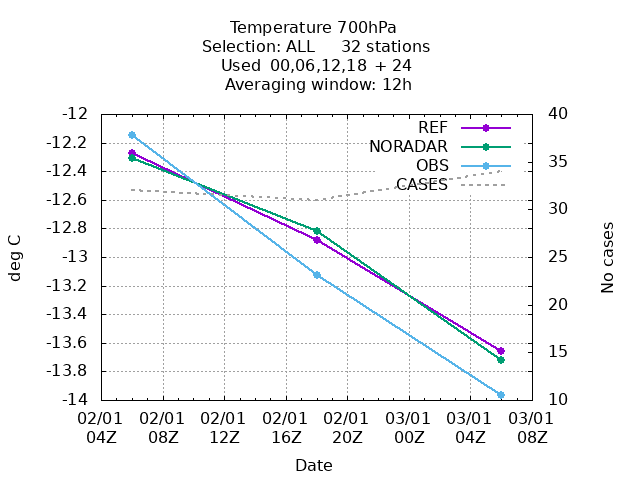 Temperature 700hPa
Selection: ALL 32 stations
Used 00,06,12,18 + 24
Averaging window: 12h
-12
-12.2
-12.4
-12.6
-12.8
-13
-13.2
-13.4
-13.6
-13.8
-14
deg C
REF
NORADAR
OBS
CASES
40
35
30
25
20
15
10
No cases
02/01 02/01 02/01 02/01 02/01 03/01 03/01 03/01
04Z 08Z 12Z 16Z 20Z 00Z 04Z 08Z
Date